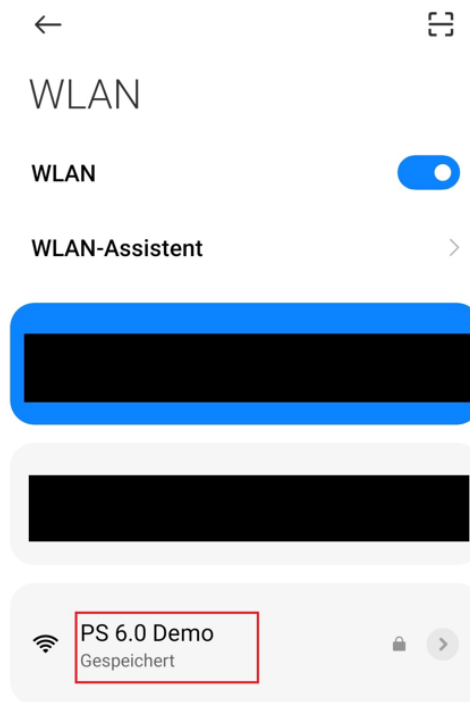 WLAN
WLAN
WLAN-Assistent
PS 6.0 Demo
Gespeichert